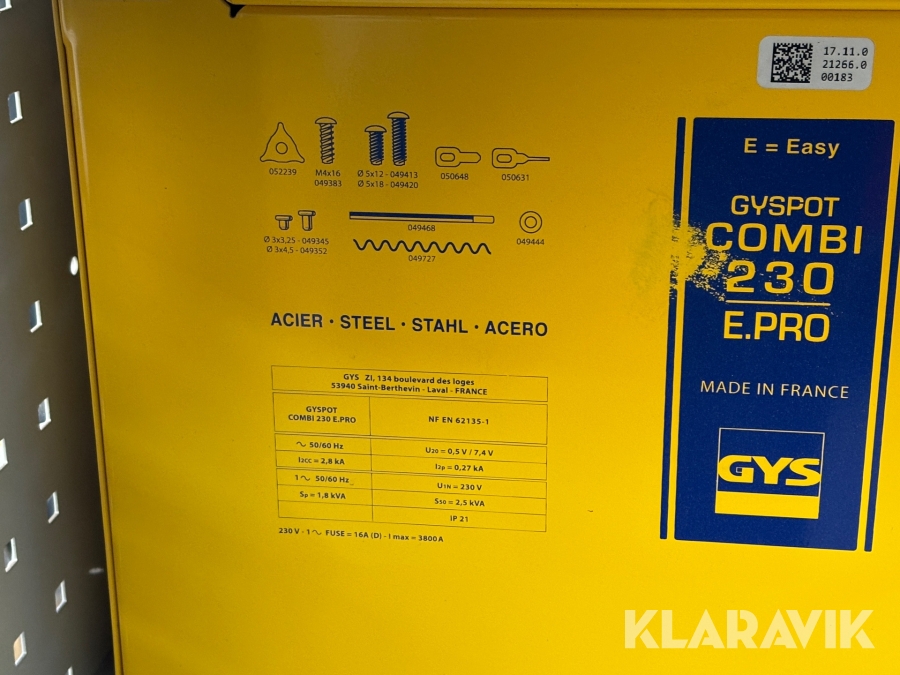 17.11.0
21266.0
00183
052239
M4x16
049383
Ø 5x12 - 049413
Ø 5x18 - 049420
050648
050631
Ø 3x3,25 - 049345
Ø 3x4,5 - 049352
049468
049727
049444
ACIER · STEEL · STAHL · ACERO
GYS ZI, 134 boulevard des loges
53940 Saint-Berthevin - Laval - FRANCE
GYSPOT
COMBI 230 E.PRO
NF EN 62135-1
50/60 Hz
U20 = 0,5 V / 7,4 V
I2cc = 2,8 kA
I2p = 0,27 kA
1~ 50/60 Hz
U1N = 230 V
Sp = 1,8 kVA
S50 = 2,5 kVA
IP 21
230 V - 1~ FUSE = 16A (D) - I max = 3800A
E = Easy
GYSPOT
COMBI
230
E.PRO
MADE IN FRANCE
GYS
KLARAVIK